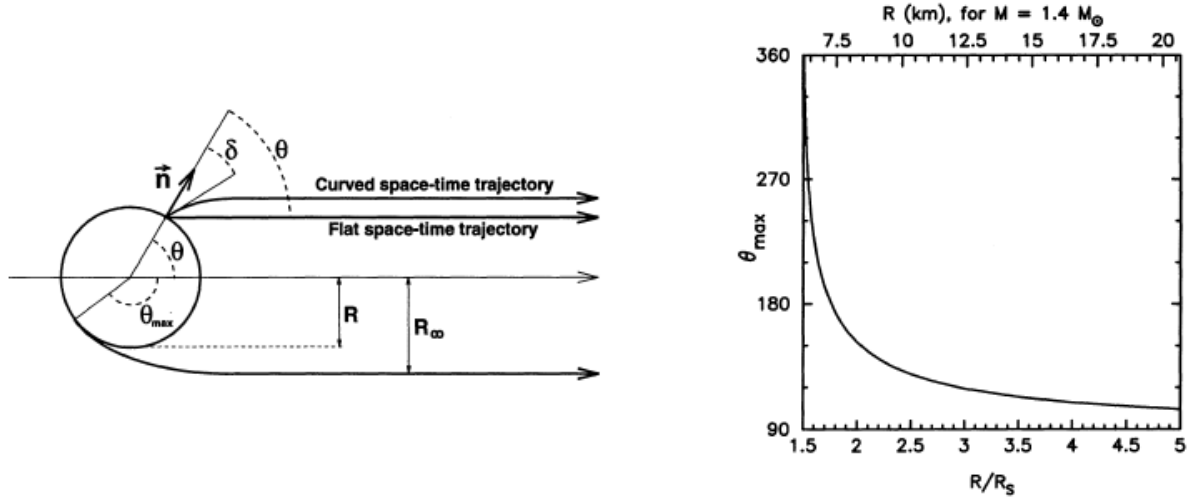 n
δ
θ
Curved space-time trajectory
Flat space-time trajectory
θ
θmax
R
R∞
R (km), for M = 1.4 M⊙
7.5 10 12.5 15 17.5 20
360
270
180
90
θmax
1.5 2 2.5 3 3.5 4 4.5 5
R/RS